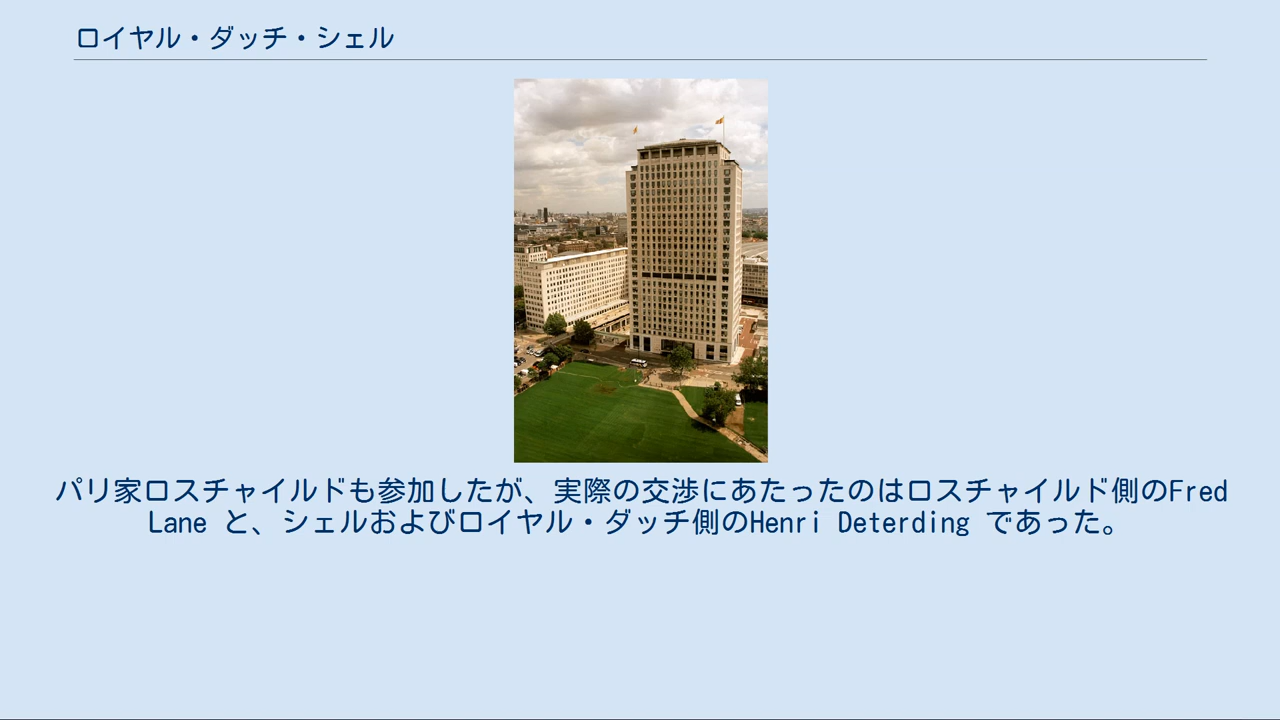 ロイヤル・ダッチ・シェル
パリ家ロスチャイルドも参加したが、実際の交渉にあたったのはロスチャイルド側のFred
Lane と、シェルおよびロイヤル・ダッチ側のHenri Deterding であった。